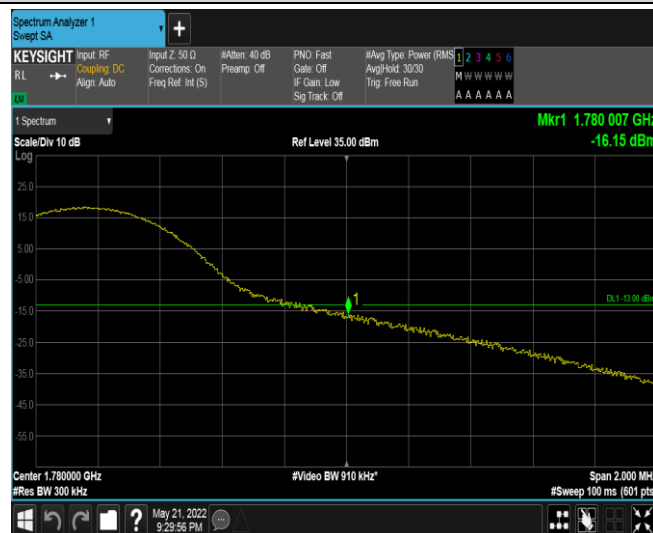 Spectrum Analyzer 1
Swept SA
KEYSIGHT Input: RF Input Z: 50 Ω #Atten: 40 dB PNO: Fast #Avg Type: Power (RMS 1 2 3 4 5 6
RL Coupling: DC Corrections: On Preamp: Off Gate: Off Avg|Hold: 30/30 M W W W W W
Align: Auto Freq Ref: Int (S) IF Gain: Low Trig: Free Run
Sig Track: Off A A A A A A
1 Spectrum Mkr1 1.780 007 GHz
Scale/Div 10 dB Ref Level 35.00 dBm -16.15 dBm
Log
25.0
15.0
5.00
-5.00
1
DL1 -13.00 dBm
-15.0
-25.0
-35.0
-45.0
-55.0
Center 1.780000 GHz #Video BW 910 kHz* Span 2.000 MHz
#Res BW 300 kHz #Sweep 100 ms (601 pts
? May 21, 2022
9:29:56 PM